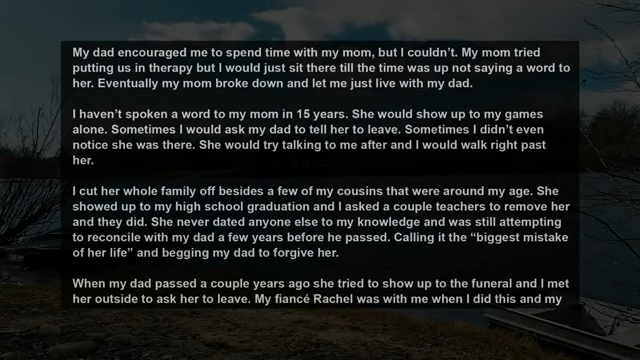 My dad encouraged me to spend time with my mom, but I couldn't. My mom tried
putting us in therapy but I would just sit there till the time was up not saying a word to
her. Eventually my mom broke down and let me just live with my dad.
I haven't spoken a word to my mom in 15 years. She would show up to my games
alone. Sometimes I would ask my dad to tell her to leave. Sometimes I didn't even
notice she was there. She would try talking to me after and I would walk right past
her.
I cut her whole family off besides a few of my cousins that were around my age. She
showed up to my high school graduation and I asked a couple teachers to remove her
and they did. She never dated anyone else to my knowledge and was still attempting
to reconcile with my dad a few years before he passed. Calling it the “biggest mistake
of her life” and begging my dad to forgive her.
When my dad passed a couple years ago she tried to show up to the funeral and I met
her outside to ask her to leave. My fiancé Rachel was with me when I did this and my